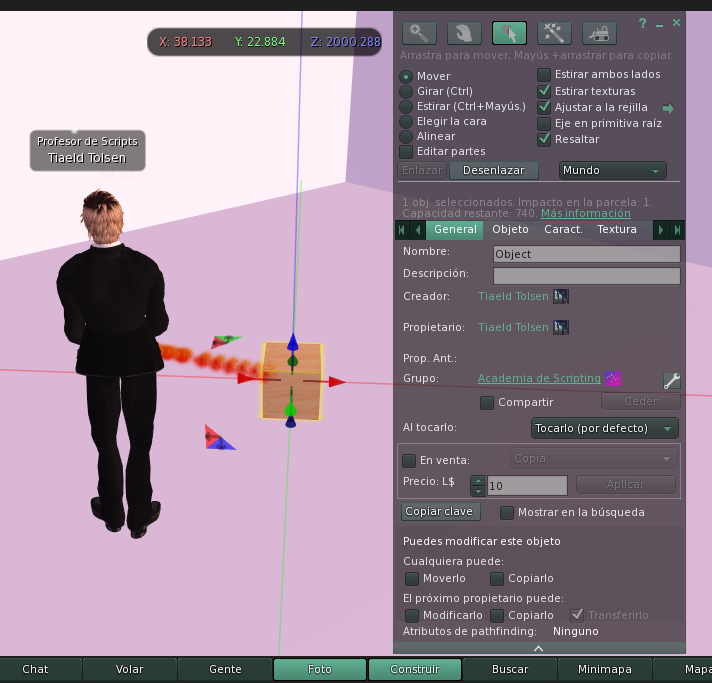 X: 38.133 Y: 22.884 Z: 2000.288
Profesor de Scripts
Tiaeld Tolsen
?
Arrastra para mover, Mayús.+arrastrar para copiar.
Mover
Girar (Ctrl)
Estirar (Ctrl+Mayús.)
Elegir la cara
Alinear
Editar partes
Estirar ambos lados
Estirar texturas
Ajustar a la rejilla
Eje en primitiva raíz
Resaltar
Enlazar Desenlazar Mundo
1 obj. seleccionados. Impacto en la parcela: 1.
Capacidad restante: 740. Más información
General Objeto Caract. Textura
Nombre: Object
Descripción:
Creador: Tiaeld Tolsen
Propietario: Tiaeld Tolsen
Prop. Ant.:
Grupo: Academia de Scripting
Compartir Ceder
Al tocarlo: Tocarlo (por defecto)
En venta: Copia
Precio: L$ 10 Aplicar
Copiar clave Mostrar en la búsqueda
Puedes modificar este objeto
Cualquiera puede:
Moverlo Copiarlo
El próximo propietario puede:
Modificarlo Copiarlo Transferirlo
Atributos de pathfinding: Ninguno
Chat Volar Gente Foto Construir Buscar Minimapa Mapa